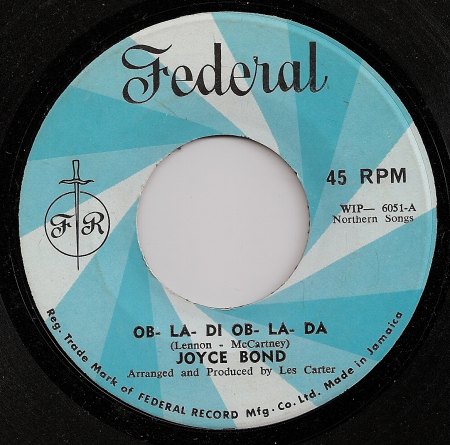 Federal
45 RPM
WIP— 6051-A
Northern Songs
F R
OB- LA- DI OB- LA- DA
(Lennon - McCartney)
JOYCE BOND
Arranged and Produced by Les Carter
Reg. Trade Mark of FEDERAL RECORD Mfg. Co. Ltd. Made in Jamaica